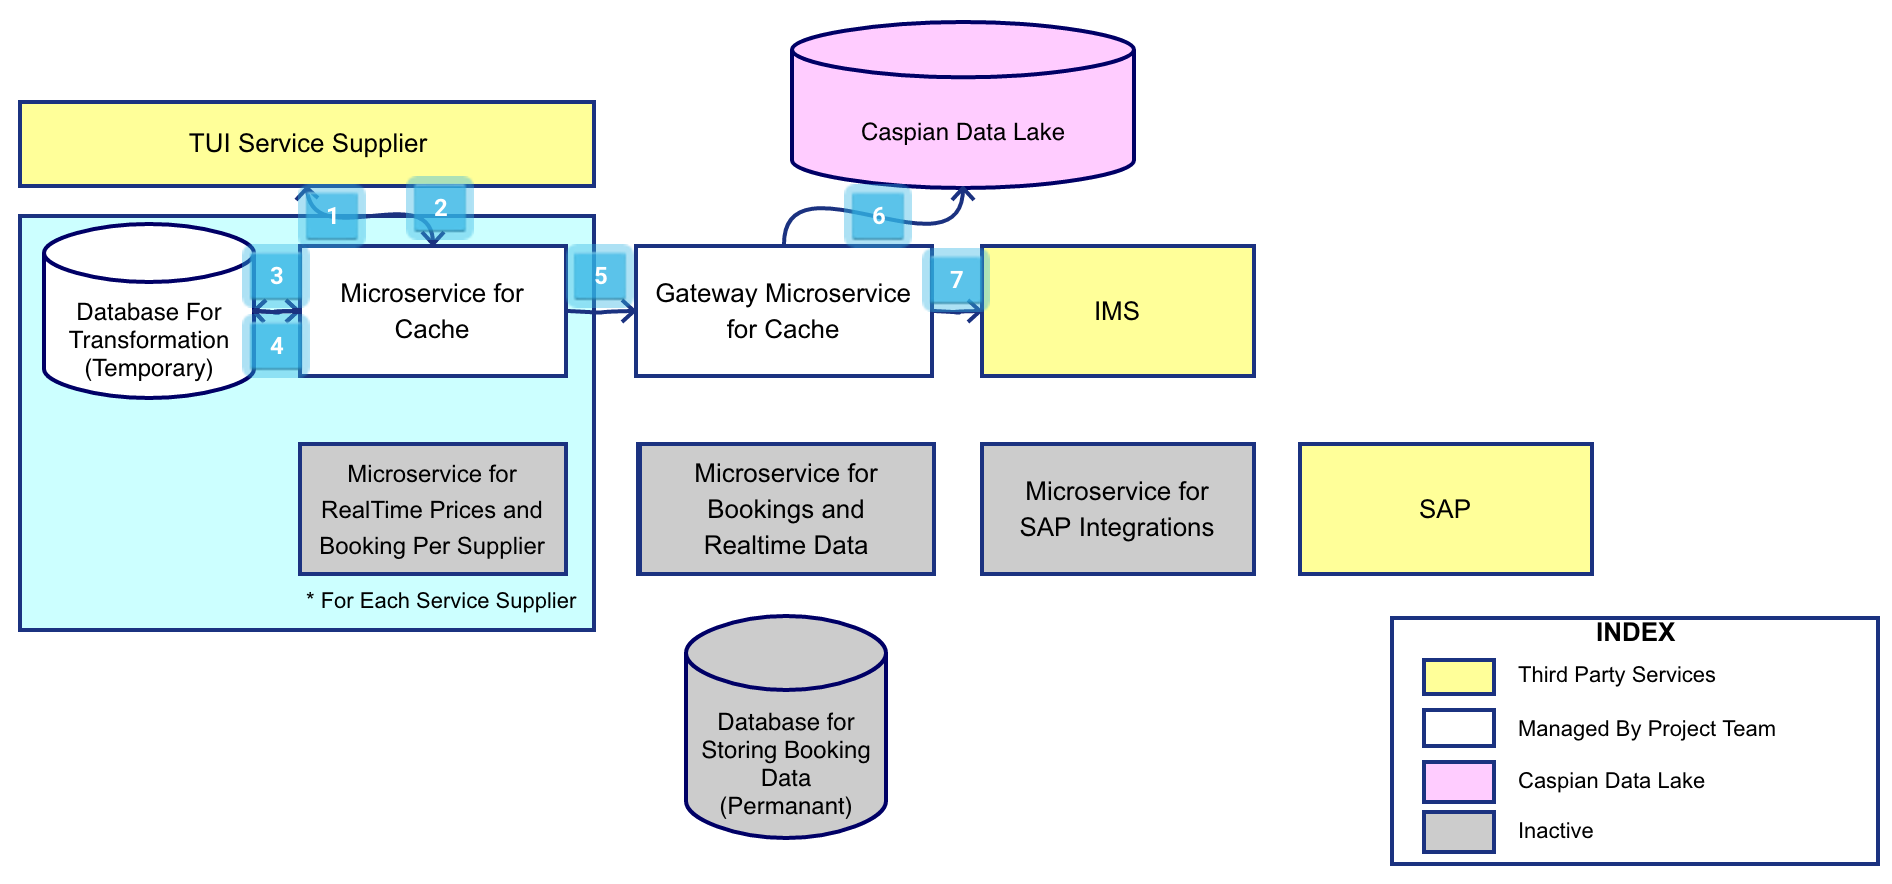 Caspian Data Lake
TUI Service Supplier
1
2
6
3
5
7
Database For
Transformation
(Temporary)
4
Microservice for
Cache
Gateway Microservice
for Cache
IMS
Microservice for
RealTime Prices and
Booking Per Supplier
Microservice for
Bookings and
Realtime Data
Microservice for
SAP Integrations
SAP
* For Each Service Supplier
Database for
Storing Booking
Data
(Permanant)
INDEX
Third Party Services
Managed By Project Team
Caspian Data Lake
Inactive